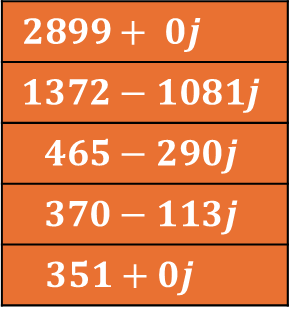 2899 + 0j
1372 − 1081j
465 − 290j
370 − 113j
351 + 0j